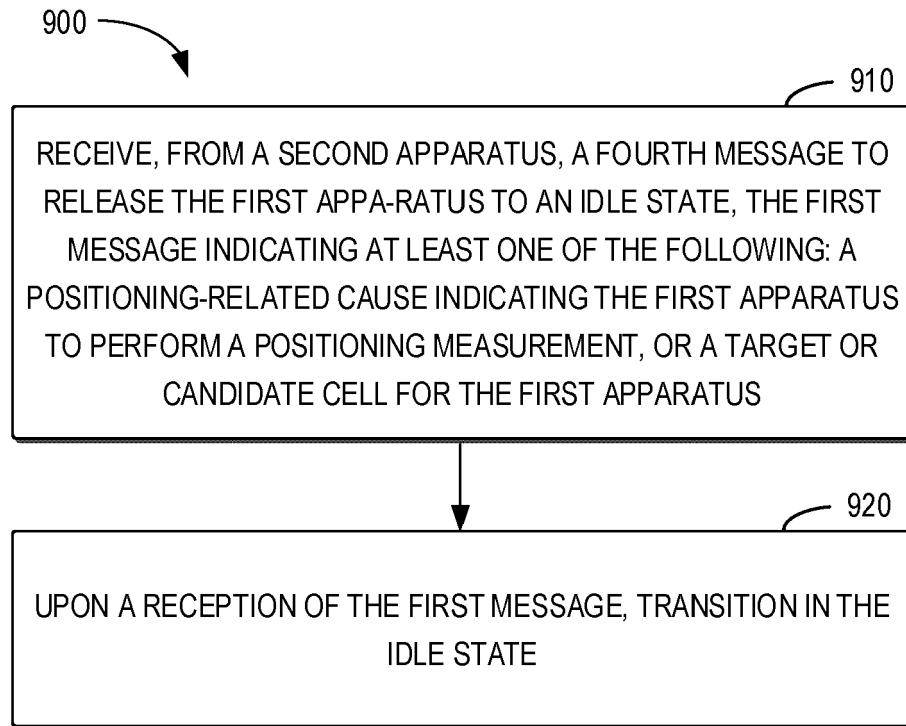 900
910
RECEIVE, FROM A SECOND APPARATUS, A FOURTH MESSAGE TO
RELEASE THE FIRST APPA-RATUS TO AN IDLE STATE, THE FIRST
MESSAGE INDICATING AT LEAST ONE OF THE FOLLOWING: A
POSITIONING-RELATED CAUSE INDICATING THE FIRST APPARATUS
TO PERFORM A POSITIONING MEASUREMENT, OR A TARGET OR
CANDIDATE CELL FOR THE FIRST APPARATUS
920
UPON A RECEPTION OF THE FIRST MESSAGE, TRANSITION IN THE
IDLE STATE